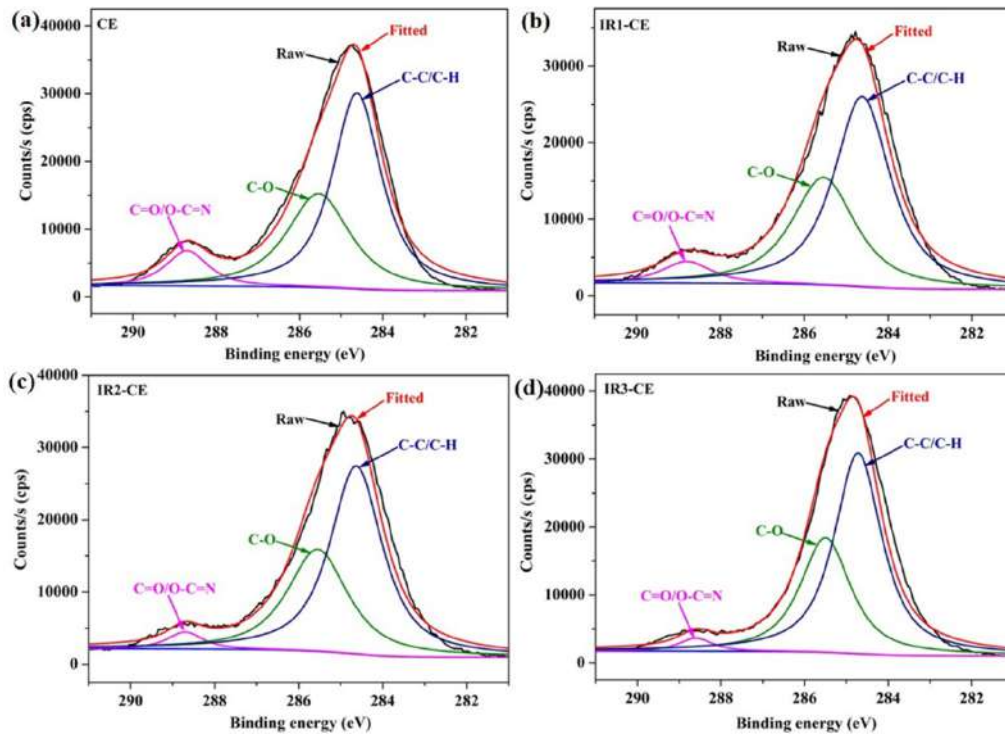 (a)
CE
40000
30000
20000
10000
0
Counts/s (cps)
Raw
Fitted
C-C/C-H
C-O
C=O/O-C=N
290 288 286 284 282
Binding energy (eV)
(b)
IR1-CE
30000
20000
10000
0
Counts/s (cps)
Raw
Fitted
C-C/C-H
C-O
C=O/O-C=N
290 288 286 284 282
Binding energy (eV)
(c)
IR2-CE
40000
30000
20000
10000
0
Counts/s (cps)
Raw
Fitted
C-C/C-H
C-O
C=O/O-C=N
290 288 286 284 282
Binding energy (eV)
(d)
IR3-CE
40000
30000
20000
10000
0
Counts/s (cps)
Raw
Fitted
C-C/C-H
C-O
C=O/O-C=N
290 288 286 284 282
Binding energy (eV)